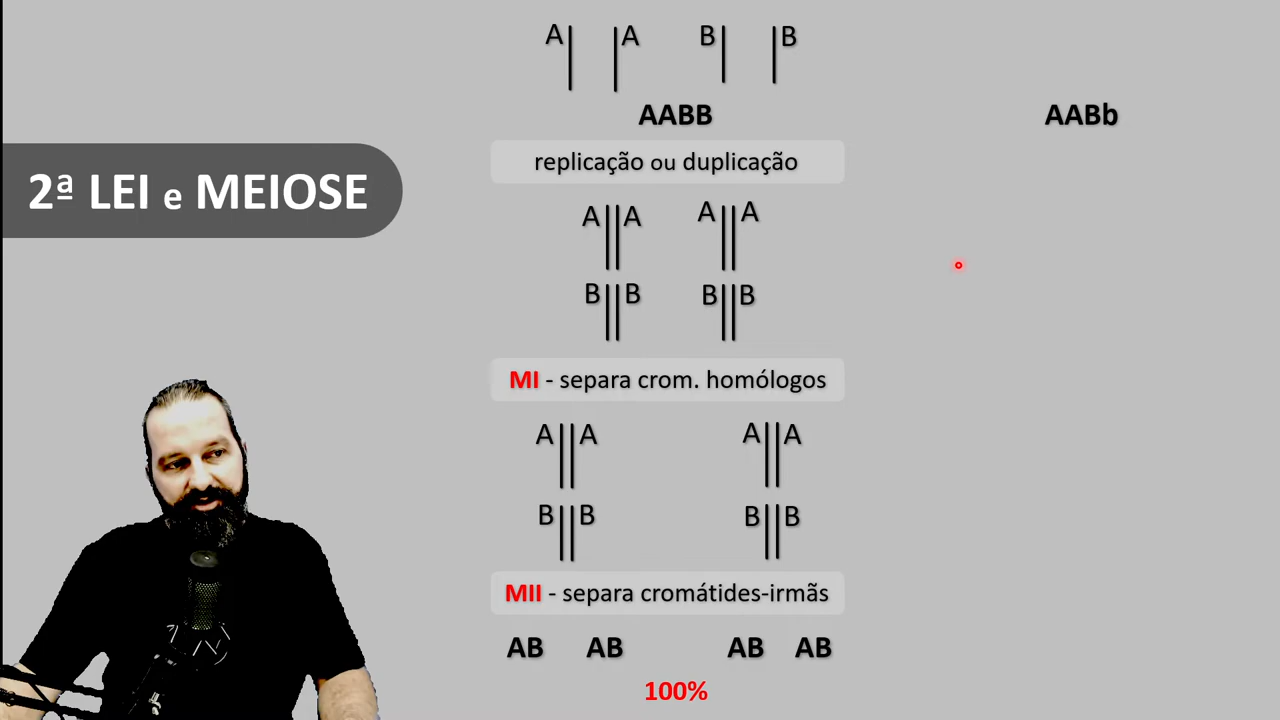 2ª LEI e MEIOSE
A A B B
AABB
replicação ou duplicação
A A A A
B B B B
MI - separa crom. homólogos
A A A A
B B B B
MII - separa cromátides-irmãs
AB AB AB AB
100%
AABb